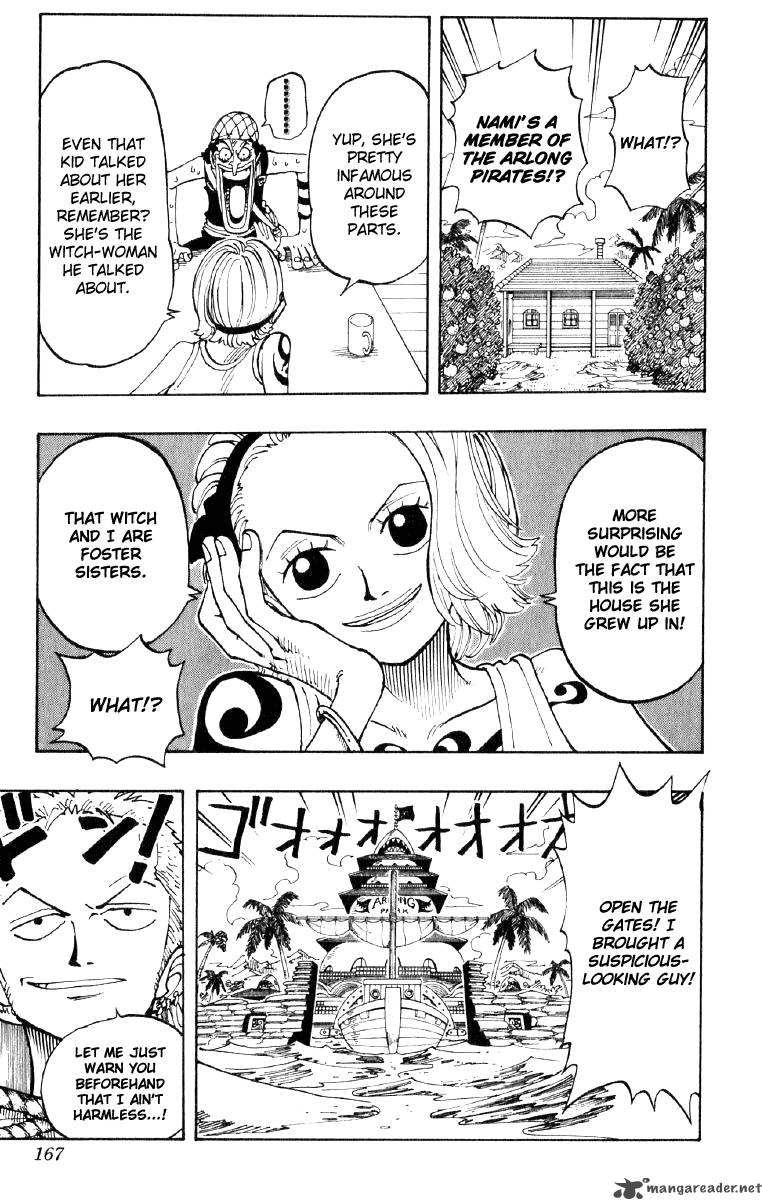 WHAT!?
NAMI'S A
MEMBER OF
THE ARLONG
PIRATES!?
YUP, SHE'S
PRETTY
INFAMOUS
AROUND
THESE
PARTS.
EVEN THAT
KID TALKED
ABOUT HER
EARLIER,
REMEMBER?
SHE'S THE
WITCH-WOMAN
HE TALKED
ABOUT.
MORE
SURPRISING
WOULD BE
THE FACT THAT
THIS IS THE
HOUSE SHE
GREW UP IN!
THAT WITCH
AND I ARE
FOSTER
SISTERS.
WHAT!?
OPEN THE
GATES! I
BROUGHT A
SUSPICIOUS-
LOOKING GUY!
ゴオオオオオオオ
ARLONG
PARK
ドン!
LET ME JUST
WARN YOU
BEFOREHAND
THAT I AIN'T
HARMLESS...!
167
mangareader.net